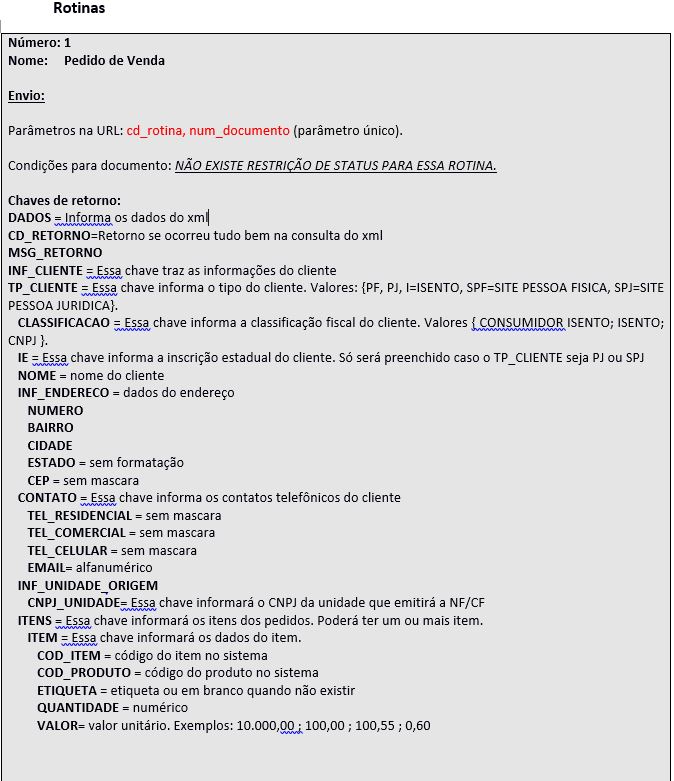 Rotinas
Número: 1
Nome: Pedido de Venda
Envio:
Parâmetros na URL: cd_rotina, num_documento (parâmetro único).
Condições para documento: NÃO EXISTE RESTRIÇÃO DE STATUS PARA ESSA ROTINA.
Chaves de retorno:
DADOS = Informa os dados do xml
CD_RETORNO=Retorno se ocorreu tudo bem na consulta do xml
MSG_RETORNO
INF_CLIENTE = Essa chave traz as informações do cliente
TP_CLIENTE = Essa chave informa o tipo do cliente. Valores: {PF, PJ, I=ISENTO, SPF=SITE PESSOA FISICA, SPJ=SITE
PESSOA JURIDICA}.
CLASSIFICACAO = Essa chave informa a classificação fiscal do cliente. Valores { CONSUMIDOR ISENTO; ISENTO;
CNPJ }.
IE = Essa chave informa a inscrição estadual do cliente. Só será preenchido caso o TP_CLIENTE seja PJ ou SPJ
NOME = nome do cliente
INF_ENDERECO = dados do endereço
NUMERO
BAIRRO
CIDADE
ESTADO = sem formatação
CEP = sem mascara
CONTATO = Essa chave informa os contatos telefônicos do cliente
TEL_RESIDENCIAL = sem mascara
TEL_COMERCIAL = sem mascara
TEL_CELULAR = sem mascara
EMAIL= alfanumérico
INF_UNIDADE_ORIGEM
CNPJ_UNIDADE= Essa chave informará o CNPJ da unidade que emitirá a NF/CF
ITENS = Essa chave informará os itens dos pedidos. Poderá ter um ou mais item.
ITEM = Essa chave informará os dados do item.
COD_ITEM = código do item no sistema
COD_PRODUTO = código do produto no sistema
ETIQUETA = etiqueta ou em branco quando não existir
QUANTIDADE = numérico
VALOR= valor unitário. Exemplos: 10.000,00 ; 100,00 ; 100,55 ; 0,60